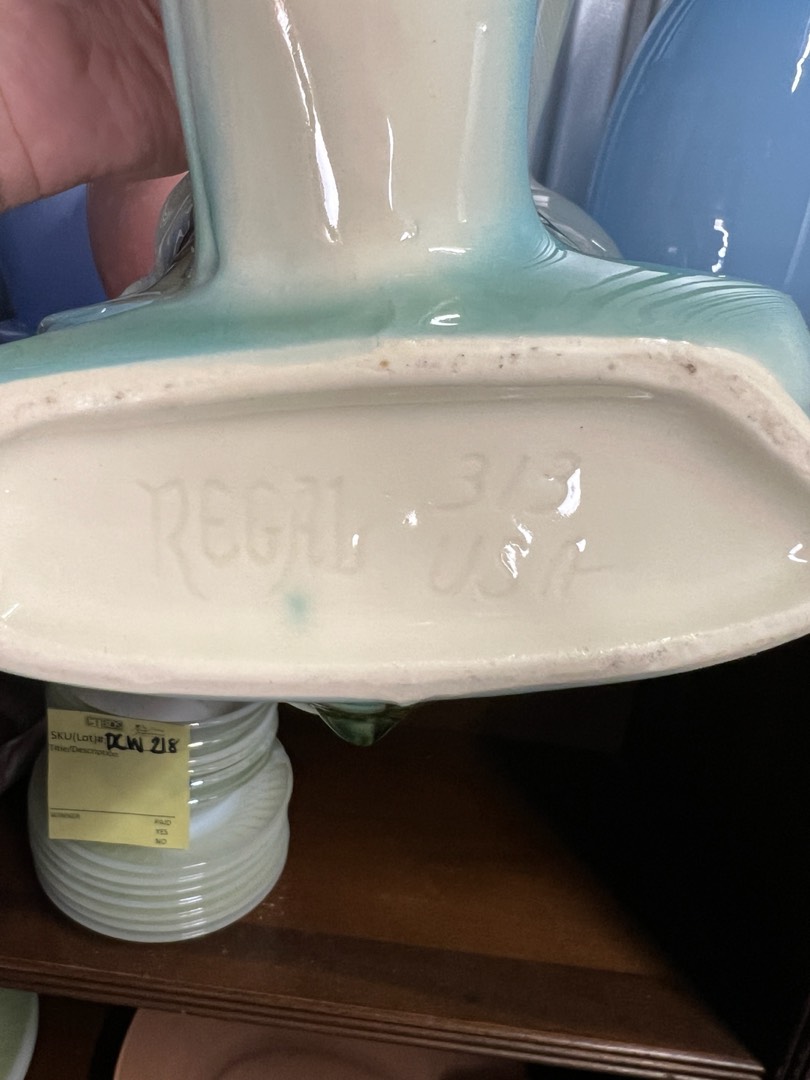 REGAL
313
USA
SKU(Lot)# DCW 218
Title/Description
WINNER
PAID
YES
NO